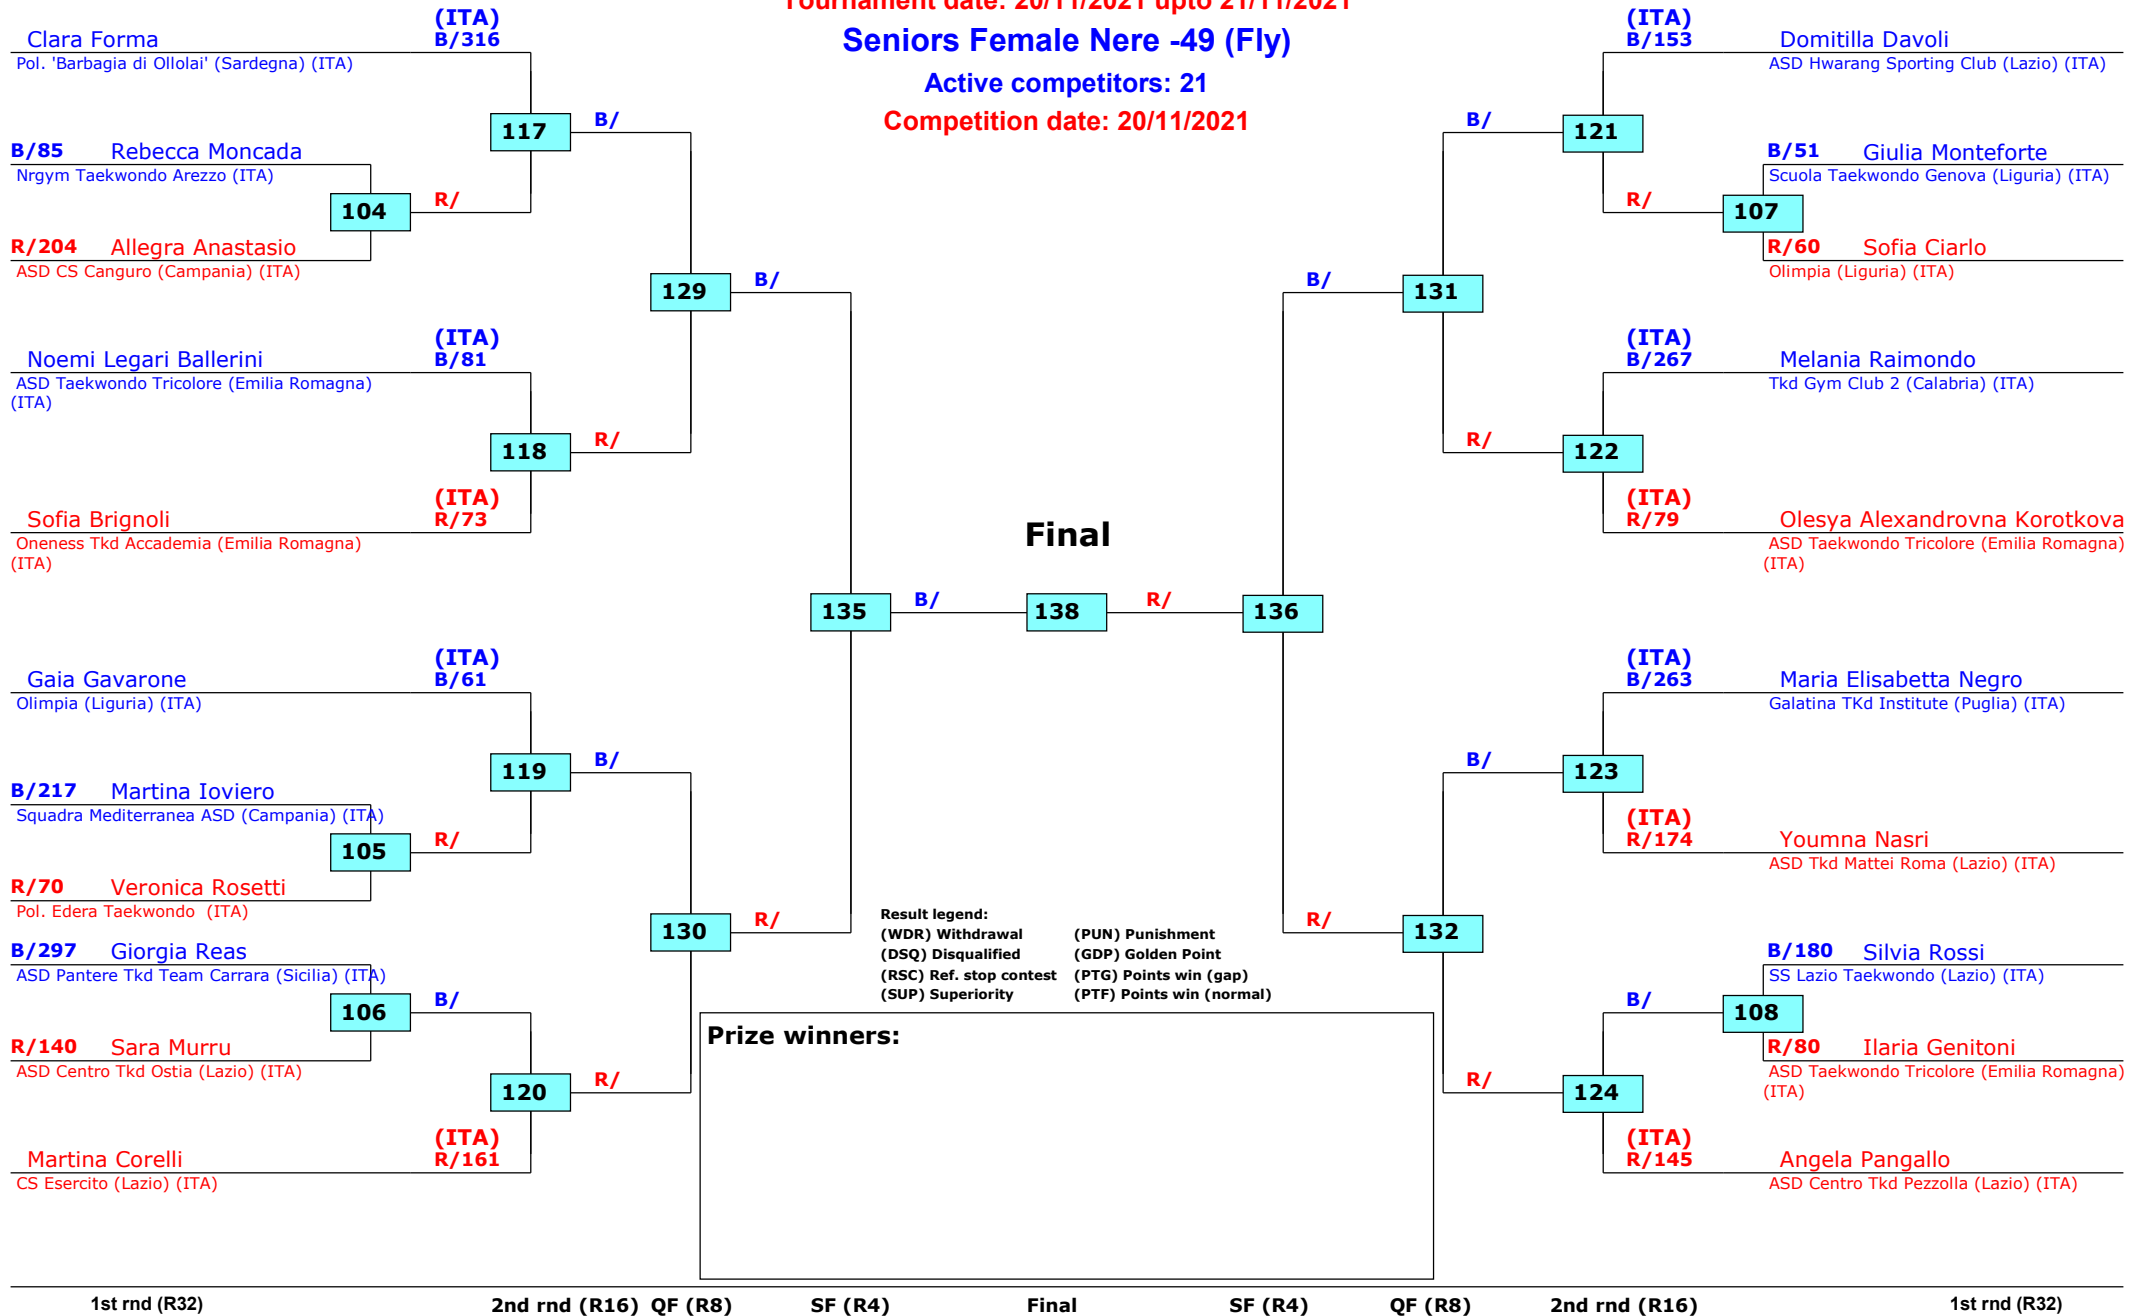 Tournament date: 20/11/2021 upto 21/11/2021
Seniors Female Nere -49 (Fly)
Active competitors: 21
Competition date: 20/11/2021
(ITA)
Clara Forma B/316
Pol. 'Barbagia di Ollolai' (Sardegna) (ITA)
117 B/
B/85 Rebecca Moncada
Nrgym Taekwondo Arezzo (ITA)
104 R/
R/204 Allegra Anastasio
ASD CS Canguro (Campania) (ITA)
129 B/
(ITA)
Noemi Legari Ballerini B/81
ASD Taekwondo Tricolore (Emilia Romagna)
(ITA)
118 R/
(ITA)
Sofia Brignoli R/73
Oneness Tkd Accademia (Emilia Romagna)
(ITA)
135 B/
(ITA)
Gaia Gavarone B/61
Olimpia (Liguria) (ITA)
119 B/
B/217 Martina Ioviero
Squadra Mediterranea ASD (Campania) (ITA)
105 R/
R/70 Veronica Rosetti
Pol. Edera Taekwondo (ITA)
130 R/
B/297 Giorgia Reas
ASD Pantere Tkd Team Carrara (Sicilia) (ITA)
106 B/
R/140 Sara Murru
ASD Centro Tkd Ostia (Lazio) (ITA)
120 R/
(ITA)
Martina Corelli R/161
CS Esercito (Lazio) (ITA)
Final
138
(ITA)
B/153 Domitilla Davoli
ASD Hwarang Sporting Club (Lazio) (ITA)
B/ 121
B/51 Giulia Monteforte
Scuola Taekwondo Genova (Liguria) (ITA)
R/ 107
R/60 Sofia Ciarlo
Olimpia (Liguria) (ITA)
B/ 131
(ITA)
B/267 Melania Raimondo
Tkd Gym Club 2 (Calabria) (ITA)
R/ 122
(ITA)
R/79 Olesya Alexandrovna Korotkova
ASD Taekwondo Tricolore (Emilia Romagna)
(ITA)
R/ 136
(ITA)
B/263 Maria Elisabetta Negro
Galatina TKd Institute (Puglia) (ITA)
B/ 123
(ITA)
R/174 Youmna Nasri
ASD Tkd Mattei Roma (Lazio) (ITA)
R/ 132
B/180 Silvia Rossi
SS Lazio Taekwondo (Lazio) (ITA)
B/ 108
R/80 Ilaria Genitoni
ASD Taekwondo Tricolore (Emilia Romagna)
(ITA)
R/ 124
(ITA)
R/145 Angela Pangallo
ASD Centro Tkd Pezzolla (Lazio) (ITA)
Result legend:
(WDR) Withdrawal (PUN) Punishment
(DSQ) Disqualified (GDP) Golden Point
(RSC) Ref. stop contest (PTG) Points win (gap)
(SUP) Superiority (PTF) Points win (normal)
Prize winners:
1st rnd (R32) 2nd rnd (R16) QF (R8) SF (R4) Final SF (R4) QF (R8) 2nd rnd (R16) 1st rnd (R32)